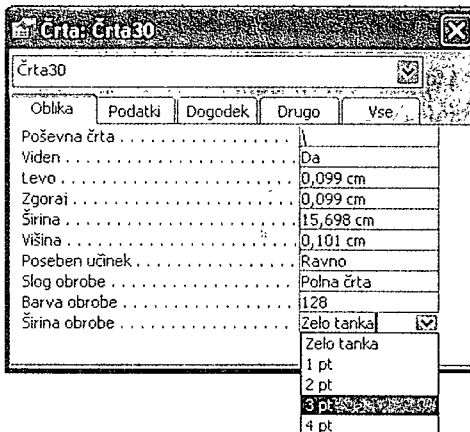 Črta: Črta30
Črta30
Oblika Podatki Dogodek Drugo Vse
Poševna črta . . . . . . . . . . . . . . . . . . . \
Viden . . . . . . . . . . . . . . . . . . . . . . . . . Da
Levo . . . . . . . . . . . . . . . . . . . . . . . . . . 0,099 cm
Zgoraj . . . . . . . . . . . . . . . . . . . . . . . . 0,099 cm
Širina . . . . . . . . . . . . . . . . . . . . . . . . . 15,698 cm
Višina . . . . . . . . . . . . . . . . . . . . . . . . . 0,101 cm
Poseben učinek . . . . . . . . . . . . . . . . Ravno
Slog obrobe . . . . . . . . . . . . . . . . . . . Polna črta
Barva obrobe . . . . . . . . . . . . . . . . . . 128
Širina obrobe . . . . . . . . . . . . . . . . . . Zelo tanka
Zelo tanka
1 pt
2 pt
3 pt
4 pt